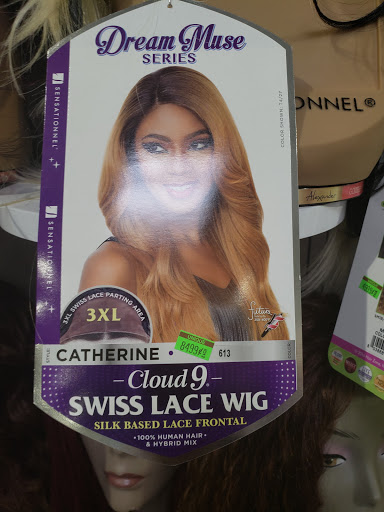 Dream Muse
SERIES
SENSATIONNEL
SENSATIONNEL
ONNEL®
3XL SWISS LACE PARTING AREA
3XL
STYLE:
CATHERINE • 613
Cloud 9®
SWISS LACE WIG
SILK BASED LACE FRONTAL
•100% HUMAN HAIR•
& HYBRID MIX